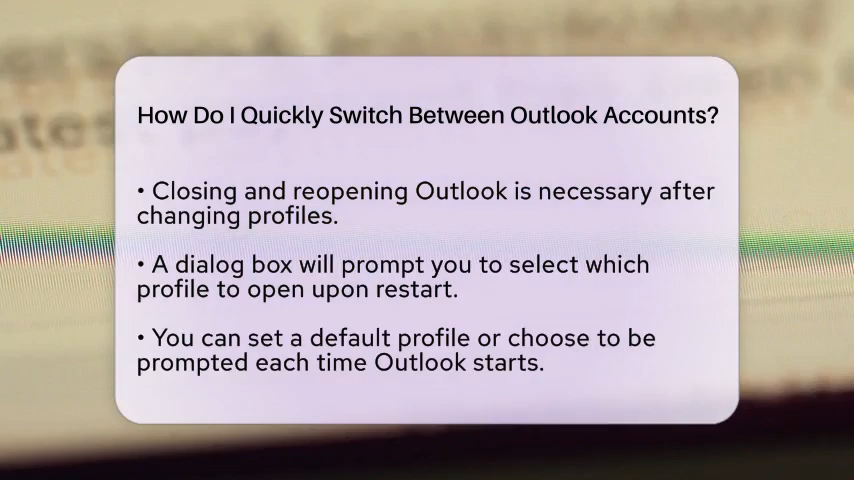 How Do I Quickly Switch Between Outlook Accounts?
• Closing and reopening Outlook is necessary after
changing profiles.
• A dialog box will prompt you to select which
profile to open upon restart.
• You can set a default profile or choose to be
prompted each time Outlook starts.